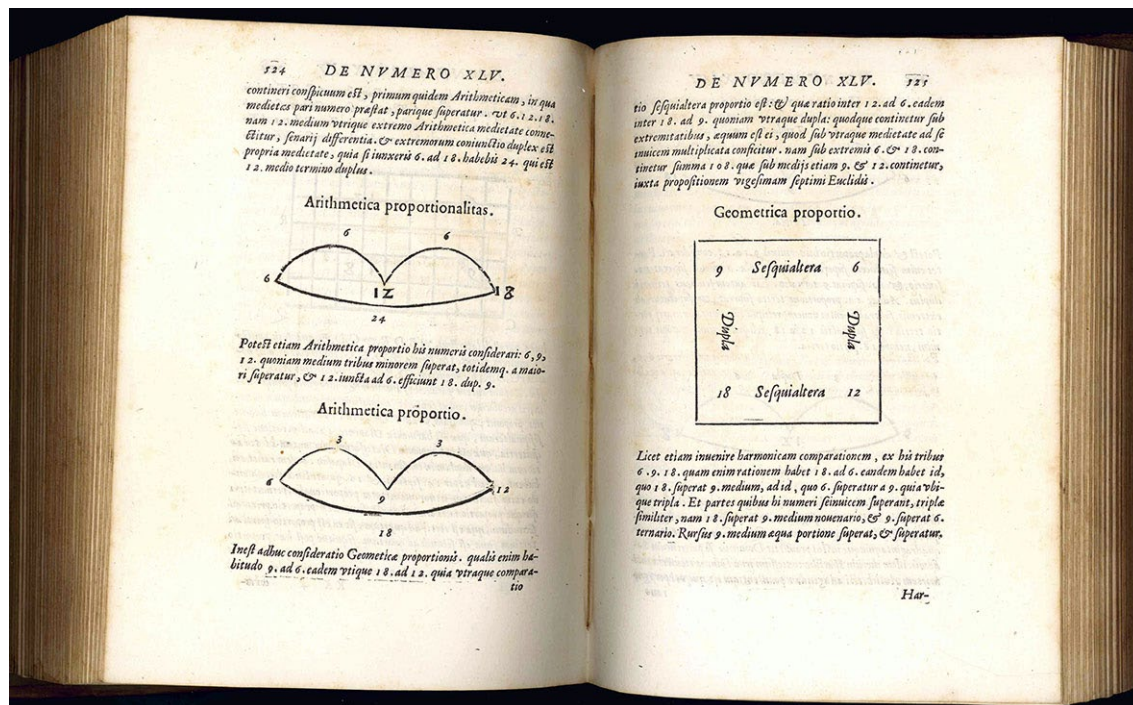 524 DE NVMERO XLV.
contineri conſpicuum eſt, primum quidem Arithmeticam, in qua
medietas pari numero præſtat, parique ſuperatur. vt 6. 12. 18.
nam 12. medium vtrique extremo Arithmetica medietate conne-
ctitur, ſenarij differentia. & extremorum coniunctio duplex eſt
propria medietate, quia ſi iunxeris 6. ad 18. habebis 24. qui eſt
12. medio termino duplus.
Arithmetica proportionalitas.
6 6
6 12 18
24
Poteſt etiam Arithmetica proportio his numeris conſiderari: 6, 9,
12. quoniam medium tribus minorem ſuperat, totidemq. a maio-
ri ſuperatur, & 12. iuncta ad 6. efficiunt 18. dup. 9.
Arithmetica proportio.
3 3
6 9 12
18
Ineſt adhuc conſideratio Geometicæ proportionis. qualis enim ha-
bitudo 9. ad 6. eadem vtique 18. ad 12. quia vtraque compara-
tio
DE NVMERO XLV. 525
tio ſeſquialtera proportio eſt: & quæ ratio inter 12. ad 6. eadem
inter 18. ad 9. quoniam vtraque dupla: quodque continetur ſub
extremitatibus, æquum eſt ei, quod ſub vtraque medietate ad ſe
inuicem multiplicata conficitur. nam ſub extremis 6. & 18. con-
tinetur ſumma 108. quæ ſub medijs etiam 9. & 12. continetur,
iuxta propoſitionem vigeſimam ſeptimi Euclidis.
Geometrica proportio.
9 Seſquialtera 6
Dupla Dupla
18 Seſquialtera 12
Licet etiam inuenire harmonicam comparationem, ex his tribus
6. 9. 18. quam enim rationem habet 18. ad 6. eandem habet id,
quo 18. ſuperat 9. medium, ad id, quo 6. ſuperatur a 9. quia vbi-
que tripla. Et partes quibus hi numeri ſeinuicem ſuperant, triplæ
ſimiliter, nam 18. ſuperat 9. medium nouenario, & 9. ſuperat 6.
ternario. Rurſus 9. medium æqua portione ſuperat, & ſuperatur.
Har-